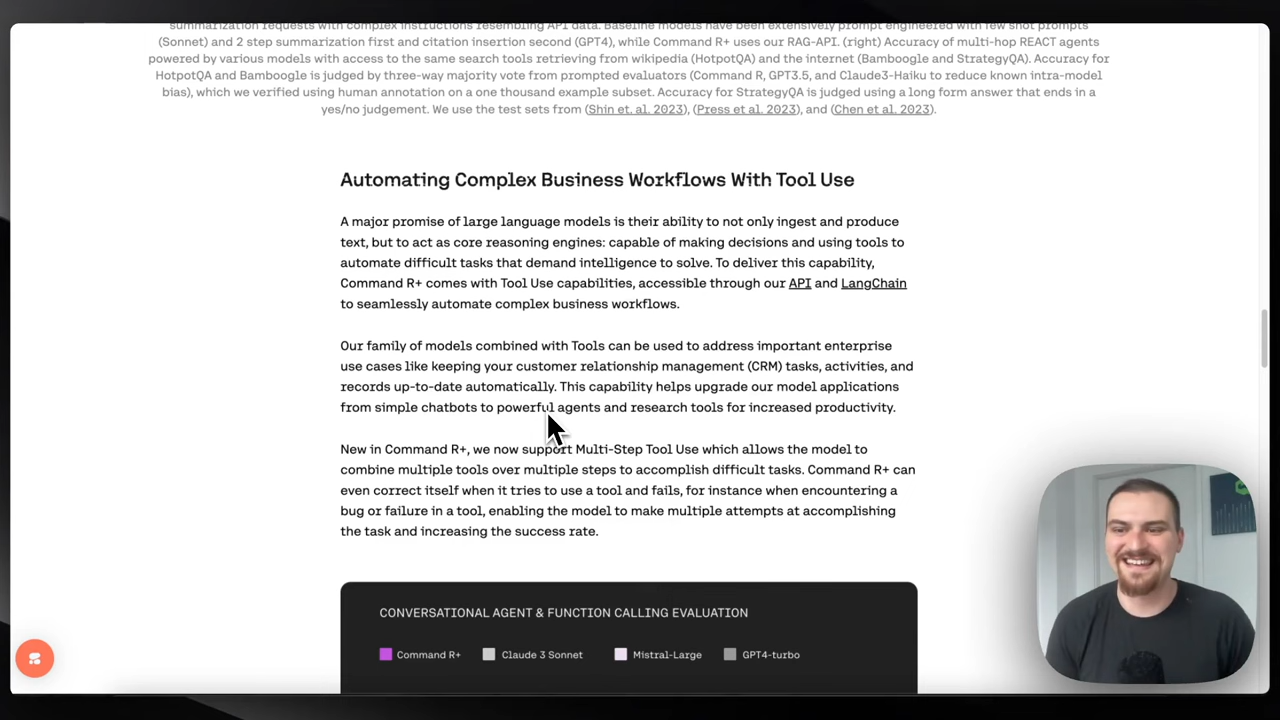 summarization requests with complex instructions resembling API data. Baseline models have been extensively prompt engineered with few shot prompts
(Sonnet) and 2 step summarization first and citation insertion second (GPT4), while Command R+ uses our RAG-API. (right) Accuracy of multi-hop REACT agents
powered by various models with access to the same search tools retrieving from wikipedia (HotpotQA) and the internet (Bamboogle and StrategyQA). Accuracy for
HotpotQA and Bamboogle is judged by three-way majority vote from prompted evaluators (Command R, GPT3.5, and Claude3-Haiku to reduce known intra-model
bias), which we verified using human annotation on a one thousand example subset. Accuracy for StrategyQA is judged using a long form answer that ends in a
yes/no judgement. We use the test sets from (Shin et. al. 2023), (Press et al. 2023), and (Chen et al. 2023).
Automating Complex Business Workflows With Tool Use
A major promise of large language models is their ability to not only ingest and produce
text, but to act as core reasoning engines: capable of making decisions and using tools to
automate difficult tasks that demand intelligence to solve. To deliver this capability,
Command R+ comes with Tool Use capabilities, accessible through our API and LangChain
to seamlessly automate complex business workflows.
Our family of models combined with Tools can be used to address important enterprise
use cases like keeping your customer relationship management (CRM) tasks, activities, and
records up-to-date automatically. This capability helps upgrade our model applications
from simple chatbots to powerful agents and research tools for increased productivity.
New in Command R+, we now support Multi-Step Tool Use which allows the model to
combine multiple tools over multiple steps to accomplish difficult tasks. Command R+ can
even correct itself when it tries to use a tool and fails, for instance when encountering a
bug or failure in a tool, enabling the model to make multiple attempts at accomplishing
the task and increasing the success rate.
CONVERSATIONAL AGENT & FUNCTION CALLING EVALUATION
Command R+ Claude 3 Sonnet Mistral-Large GPT4-turbo